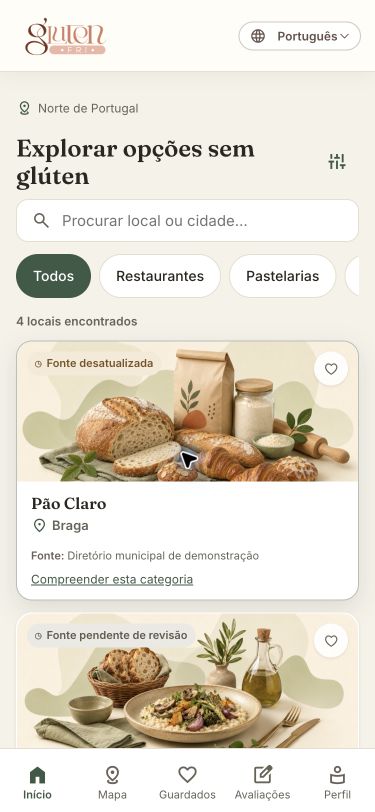 gluten
• FRI •
Português
Norte de Portugal
Explorar opções sem
glúten
Procurar local ou cidade...
Todos
Restaurantes
Pastelarias
4 locais encontrados
Fonte desatualizada
Pão Claro
Braga
Fonte: Diretório municipal de demonstração
Compreender esta categoria
Fonte pendente de revisão
Início
Mapa
Guardados
Avaliações
Perfil